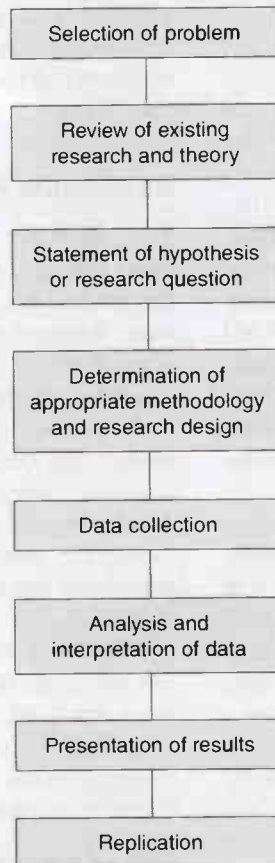 Selection of problem
Review of existing
research and theory
Statement of hypothesis
or research question
Determination of
appropriate methodology
and research design
Data collection
Analysis and
interpretation of data
Presentation of results
Replication